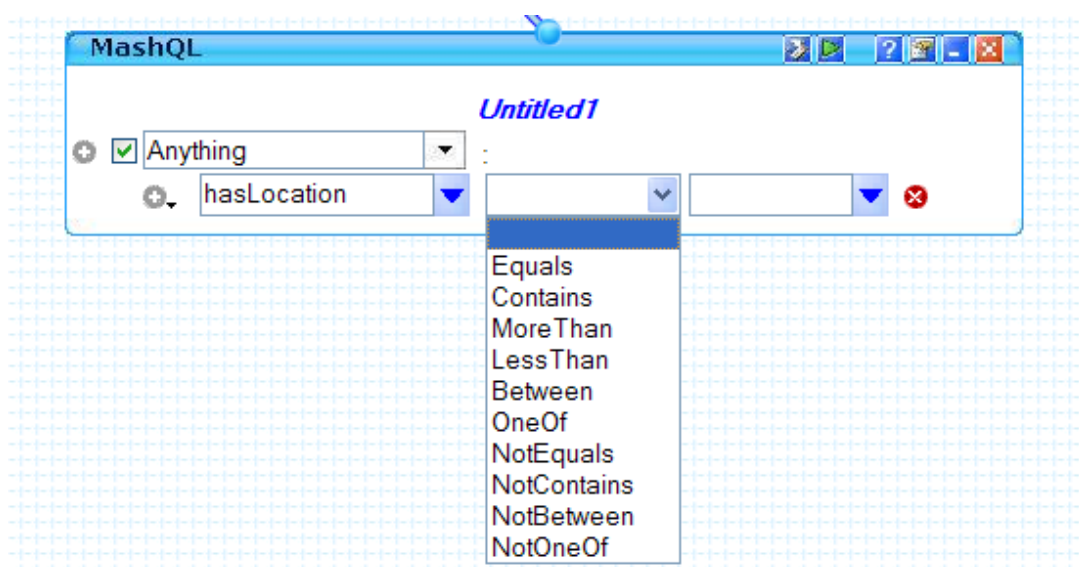 MashQL ?
Untitled1
Anything :
hasLocation
Equals
Contains
MoreThan
LessThan
Between
OneOf
NotEquals
NotContains
NotBetween
NotOneOf